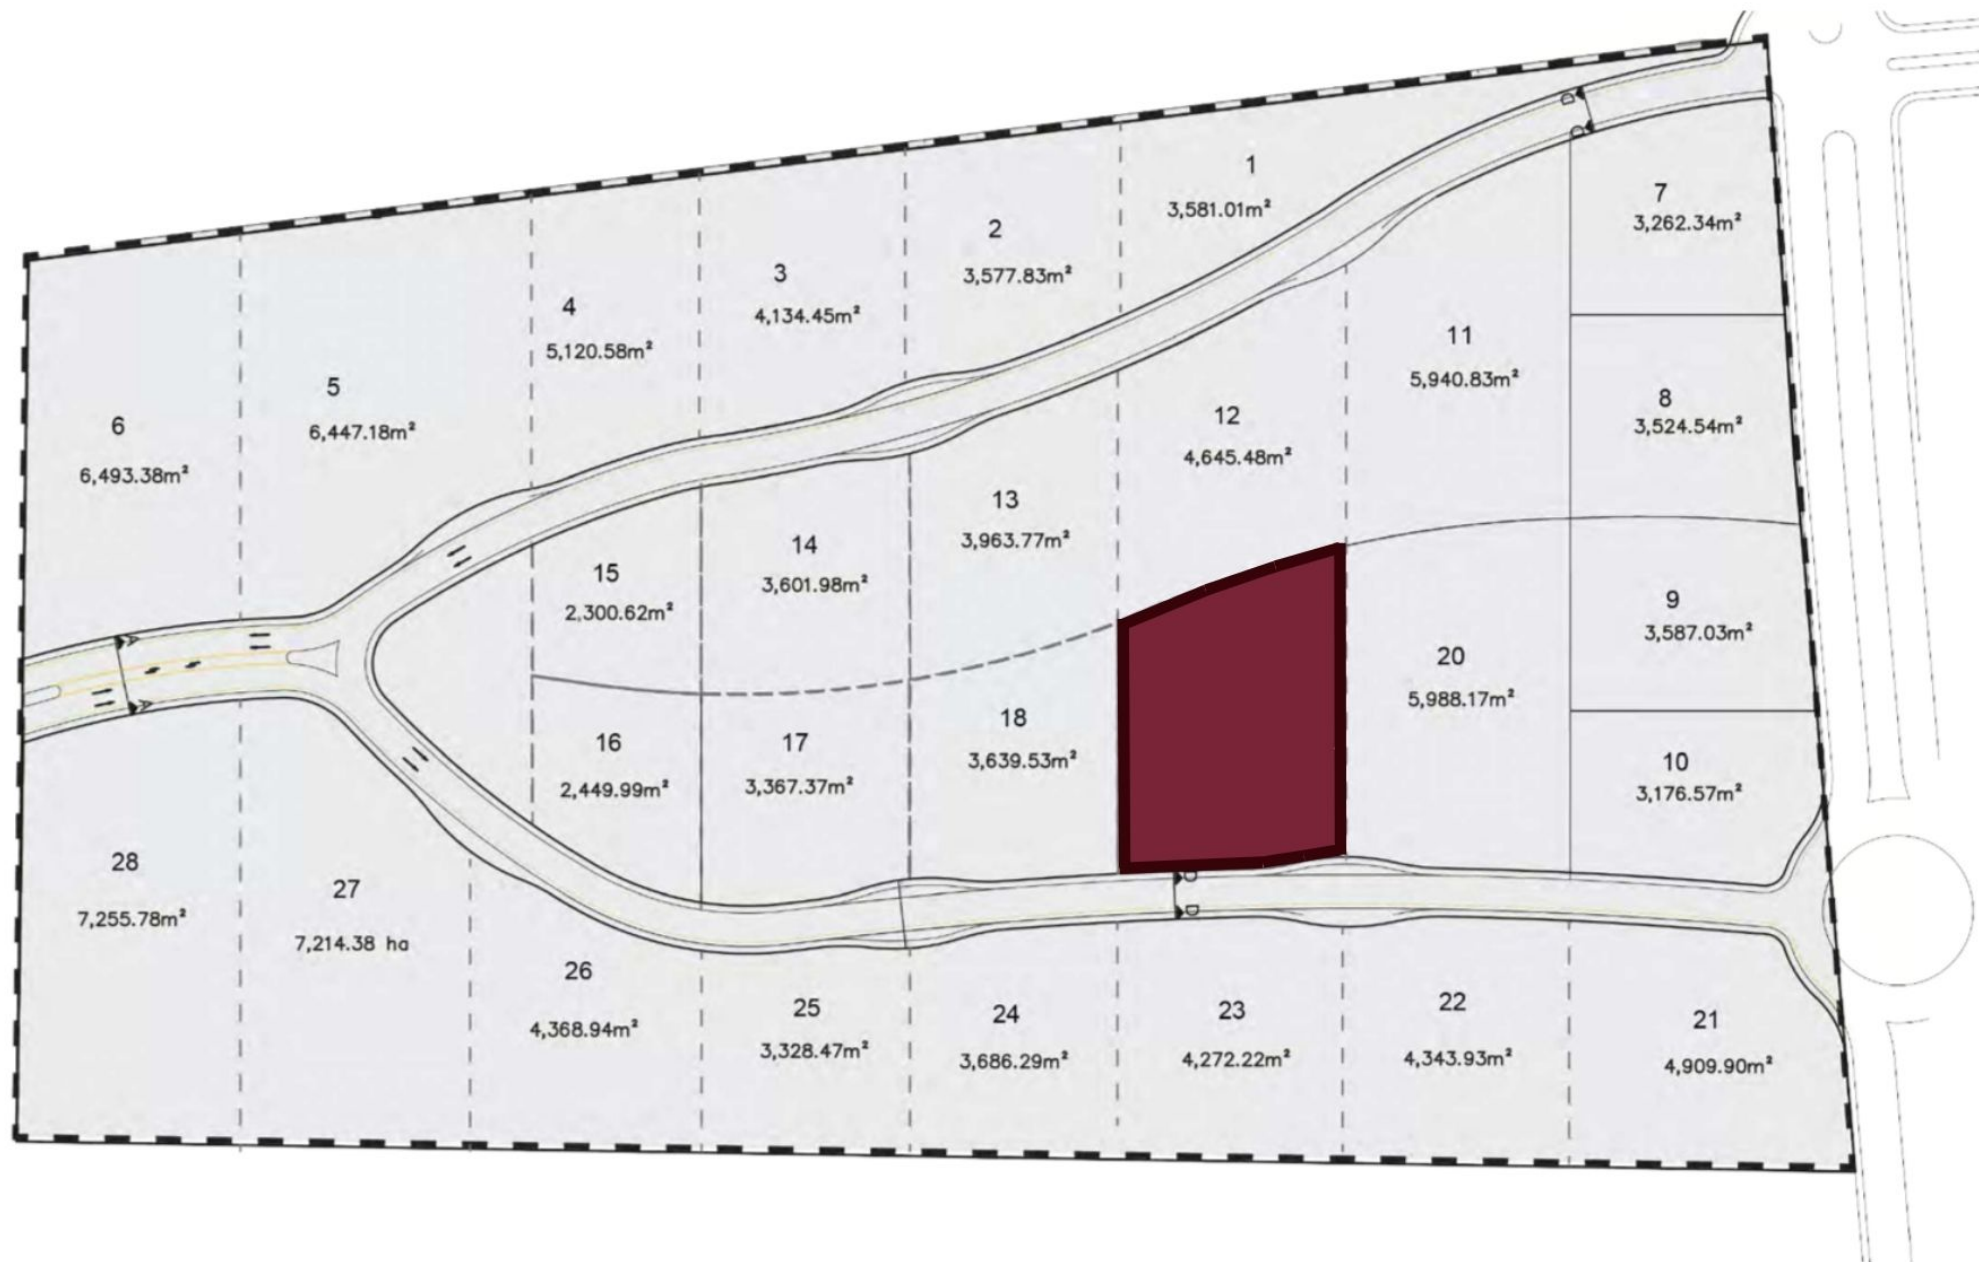 1
3,581.01m²
2
3,577.83m²
3
4,134.45m²
4
5,120.58m²
5
6,447.18m²
6
6,493.38m²
7
3,262.34m²
8
3,524.54m²
9
3,587.03m²
10
3,176.57m²
11
5,940.83m²
12
4,645.48m²
13
3,963.77m²
14
3,601.98m²
15
2,300.62m²
16
2,449.99m²
17
3,367.37m²
18
3,639.53m²
20
5,988.17m²
21
4,909.90m²
22
4,343.93m²
23
4,272.22m²
24
3,686.29m²
25
3,328.47m²
26
4,368.94m²
27
7,214.38 ha
28
7,255.78m²